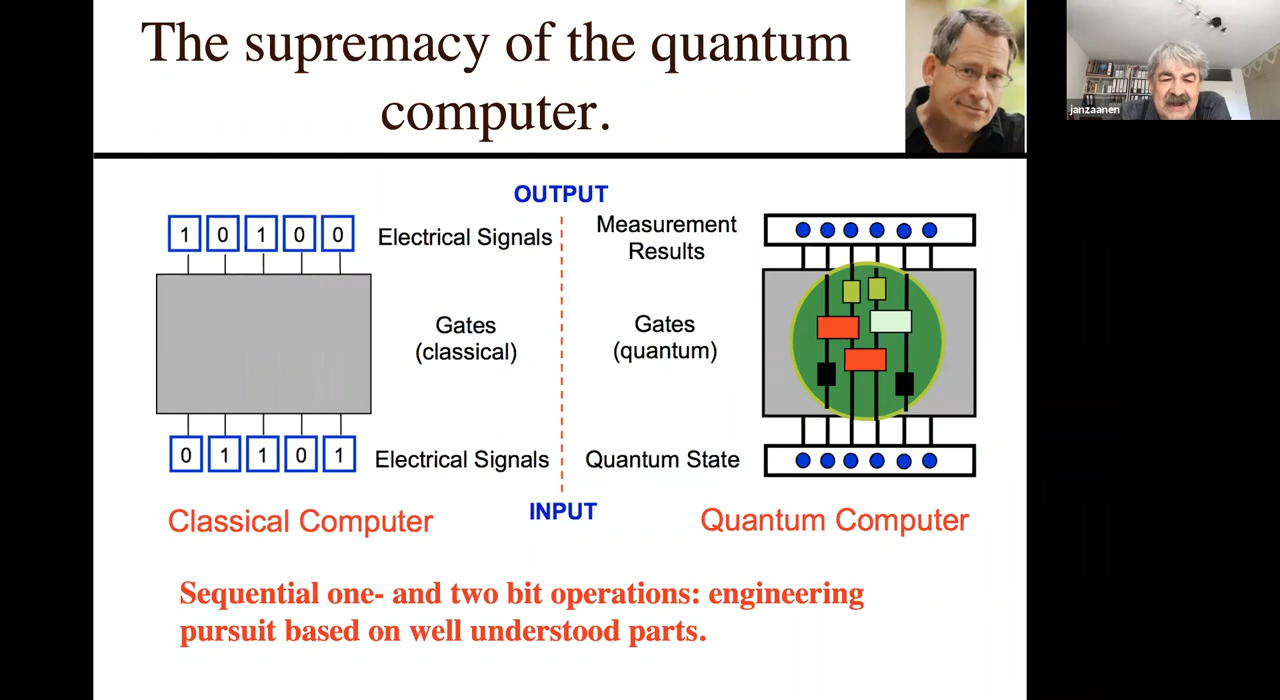 The supremacy of the quantum
computer.
janzaanen
OUTPUT
1 0 1 0 0
Electrical Signals
Measurement
Results
Gates
(classical)
Gates
(quantum)
0 1 1 0 1
Electrical Signals
Quantum State
INPUT
Classical Computer
Quantum Computer
Sequential one- and two bit operations: engineering
pursuit based on well understood parts.